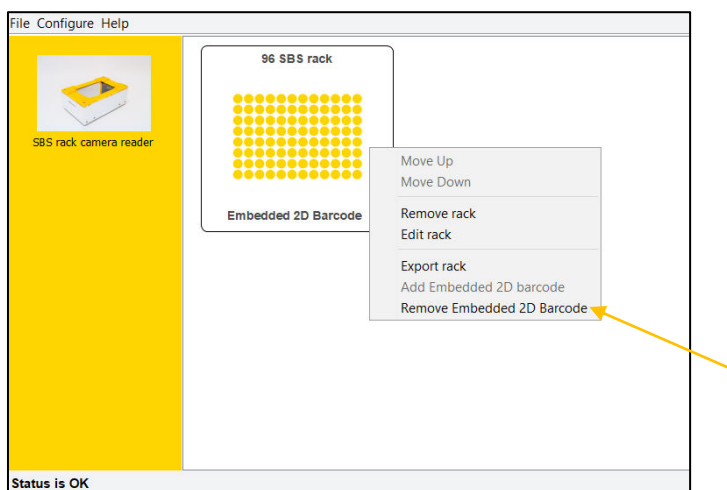 File Configure Help
SBS rack camera reader
96 SBS rack
Embedded 2D Barcode
Move Up
Move Down
Remove rack
Edit rack
Export rack
Add Embedded 2D barcode
Remove Embedded 2D Barcode
Status is OK